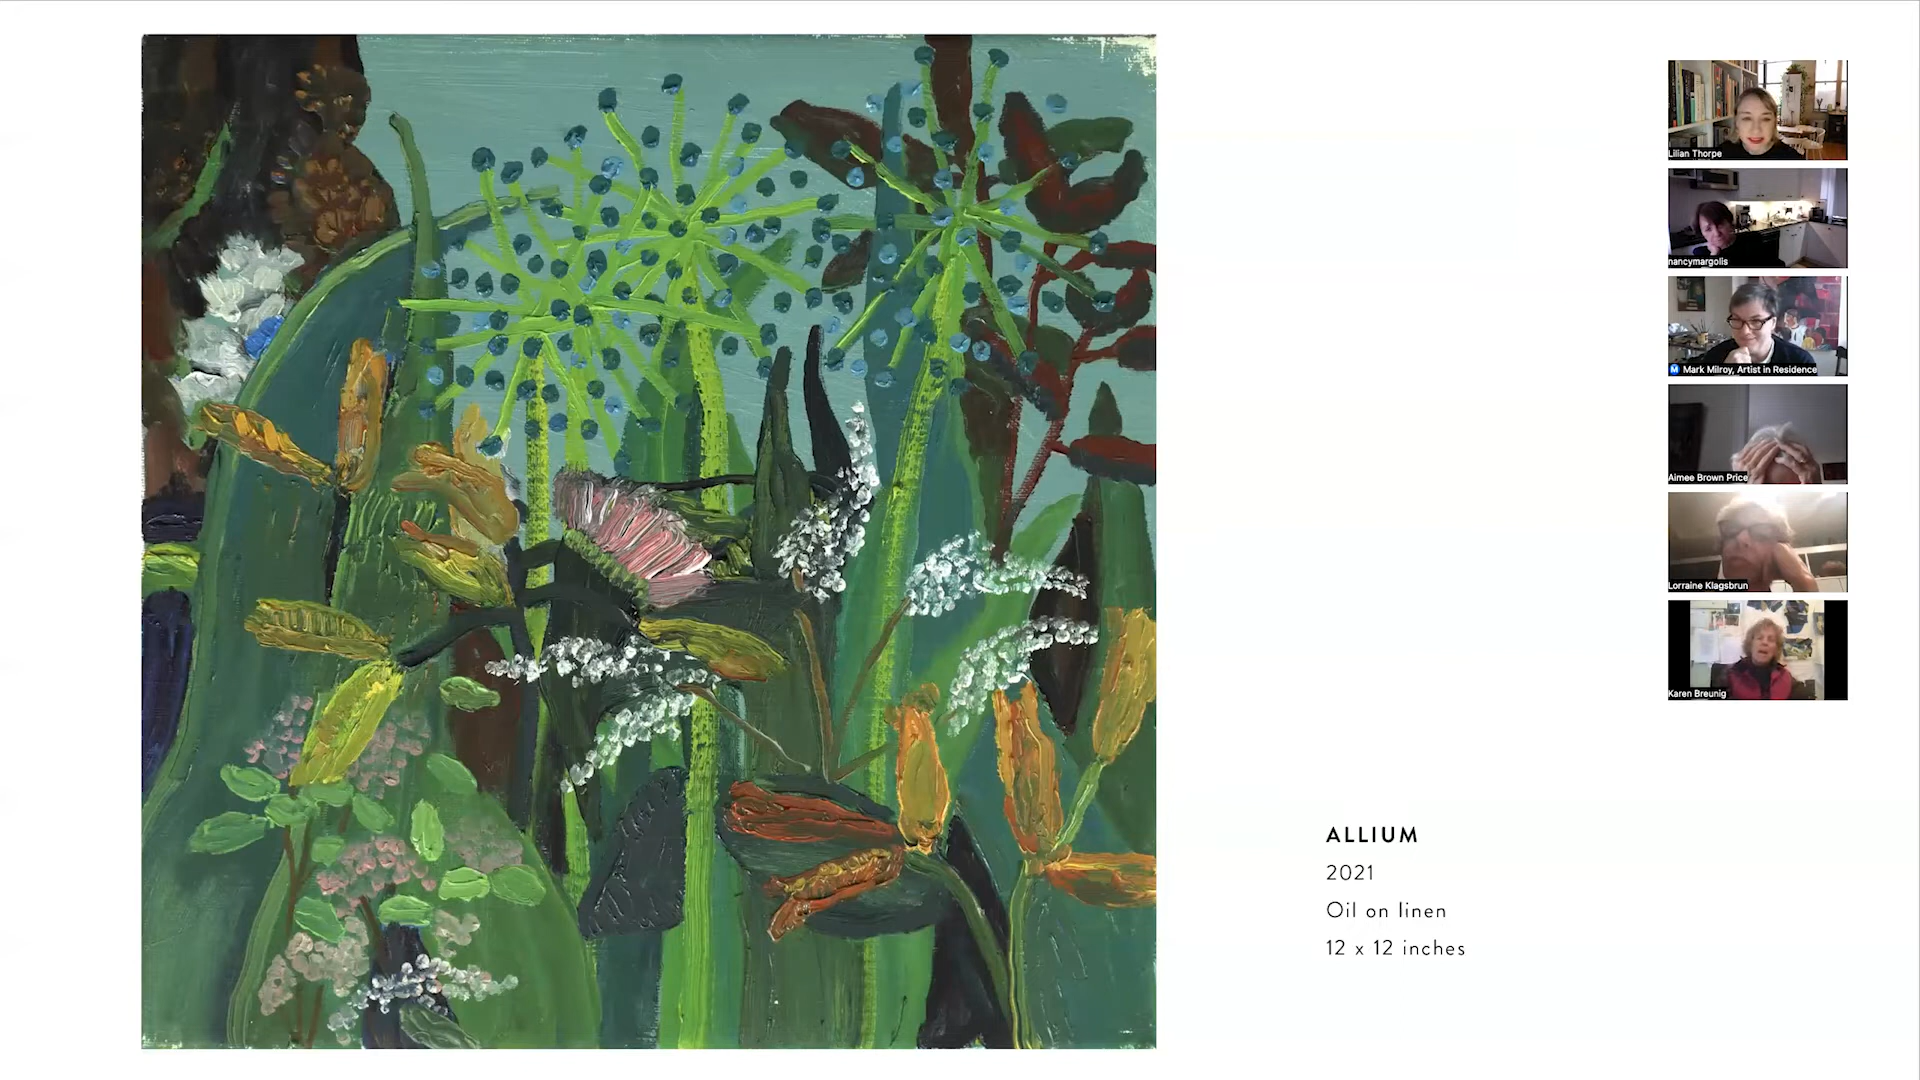 Lilian Thorpe
nancymargolis
Mark Milroy, Artist in Residence
Aimee Brown Price
Lorraine Klagsbrun
Karen Breunig
ALLIUM
2021
Oil on linen
12 x 12 inches